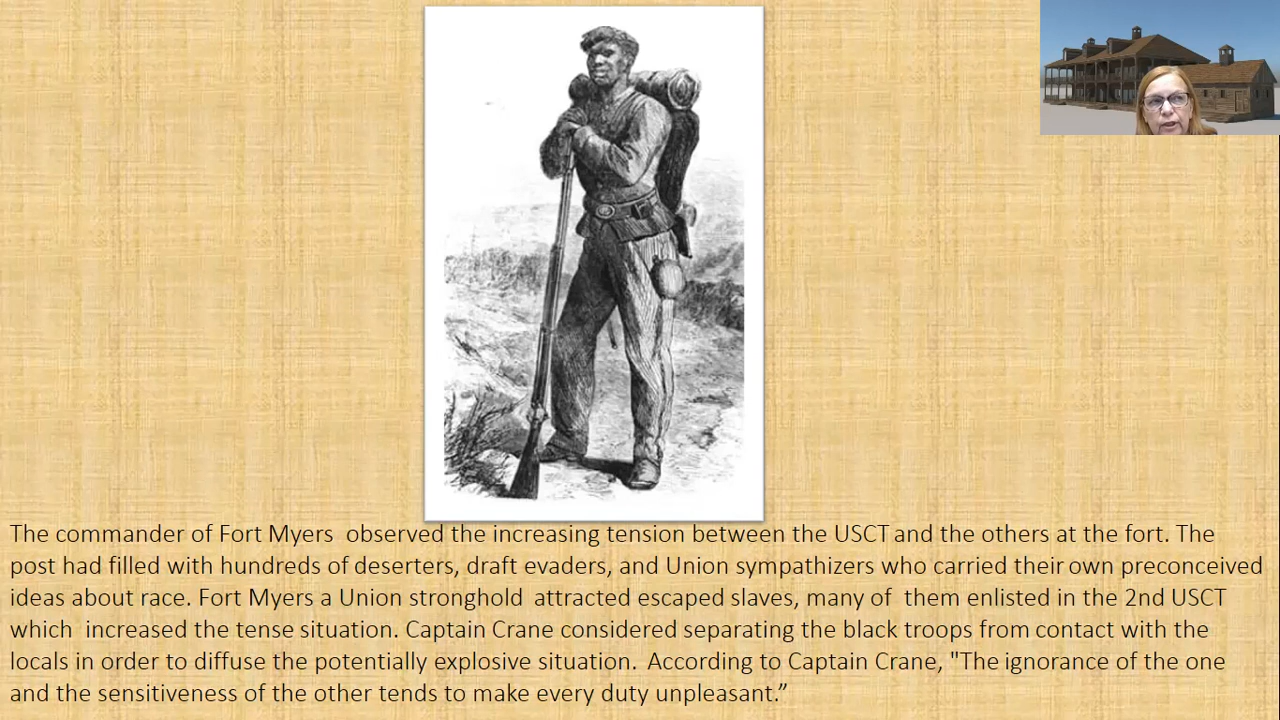 The commander of Fort Myers observed the increasing tension between the USCT and the others at the fort. The
post had filled with hundreds of deserters, draft evaders, and Union sympathizers who carried their own preconceived
ideas about race. Fort Myers a Union stronghold attracted escaped slaves, many of them enlisted in the 2nd USCT
which increased the tense situation. Captain Crane considered separating the black troops from contact with the
locals in order to diffuse the potentially explosive situation. According to Captain Crane, "The ignorance of the one
and the sensitiveness of the other tends to make every duty unpleasant.”